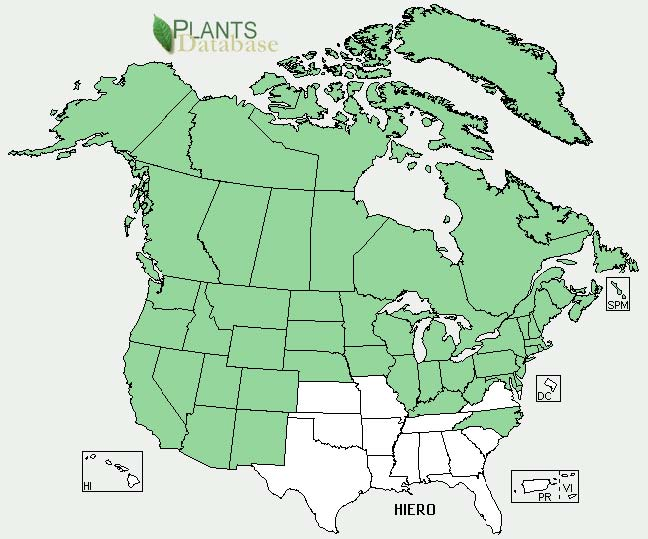 PLANTS
Database
SPM
DC
HI
PR
VI
HIERO